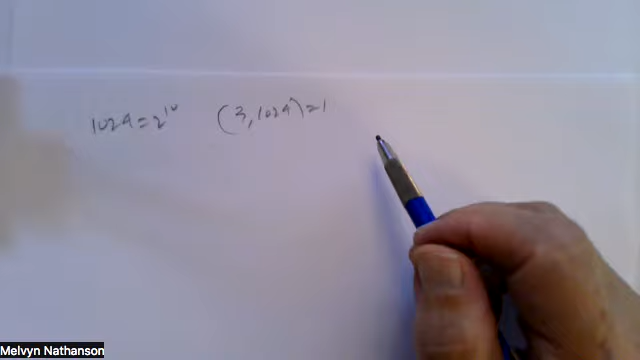 1024 = 2^10 (3, 1024) = 1
Melvyn Nathanson